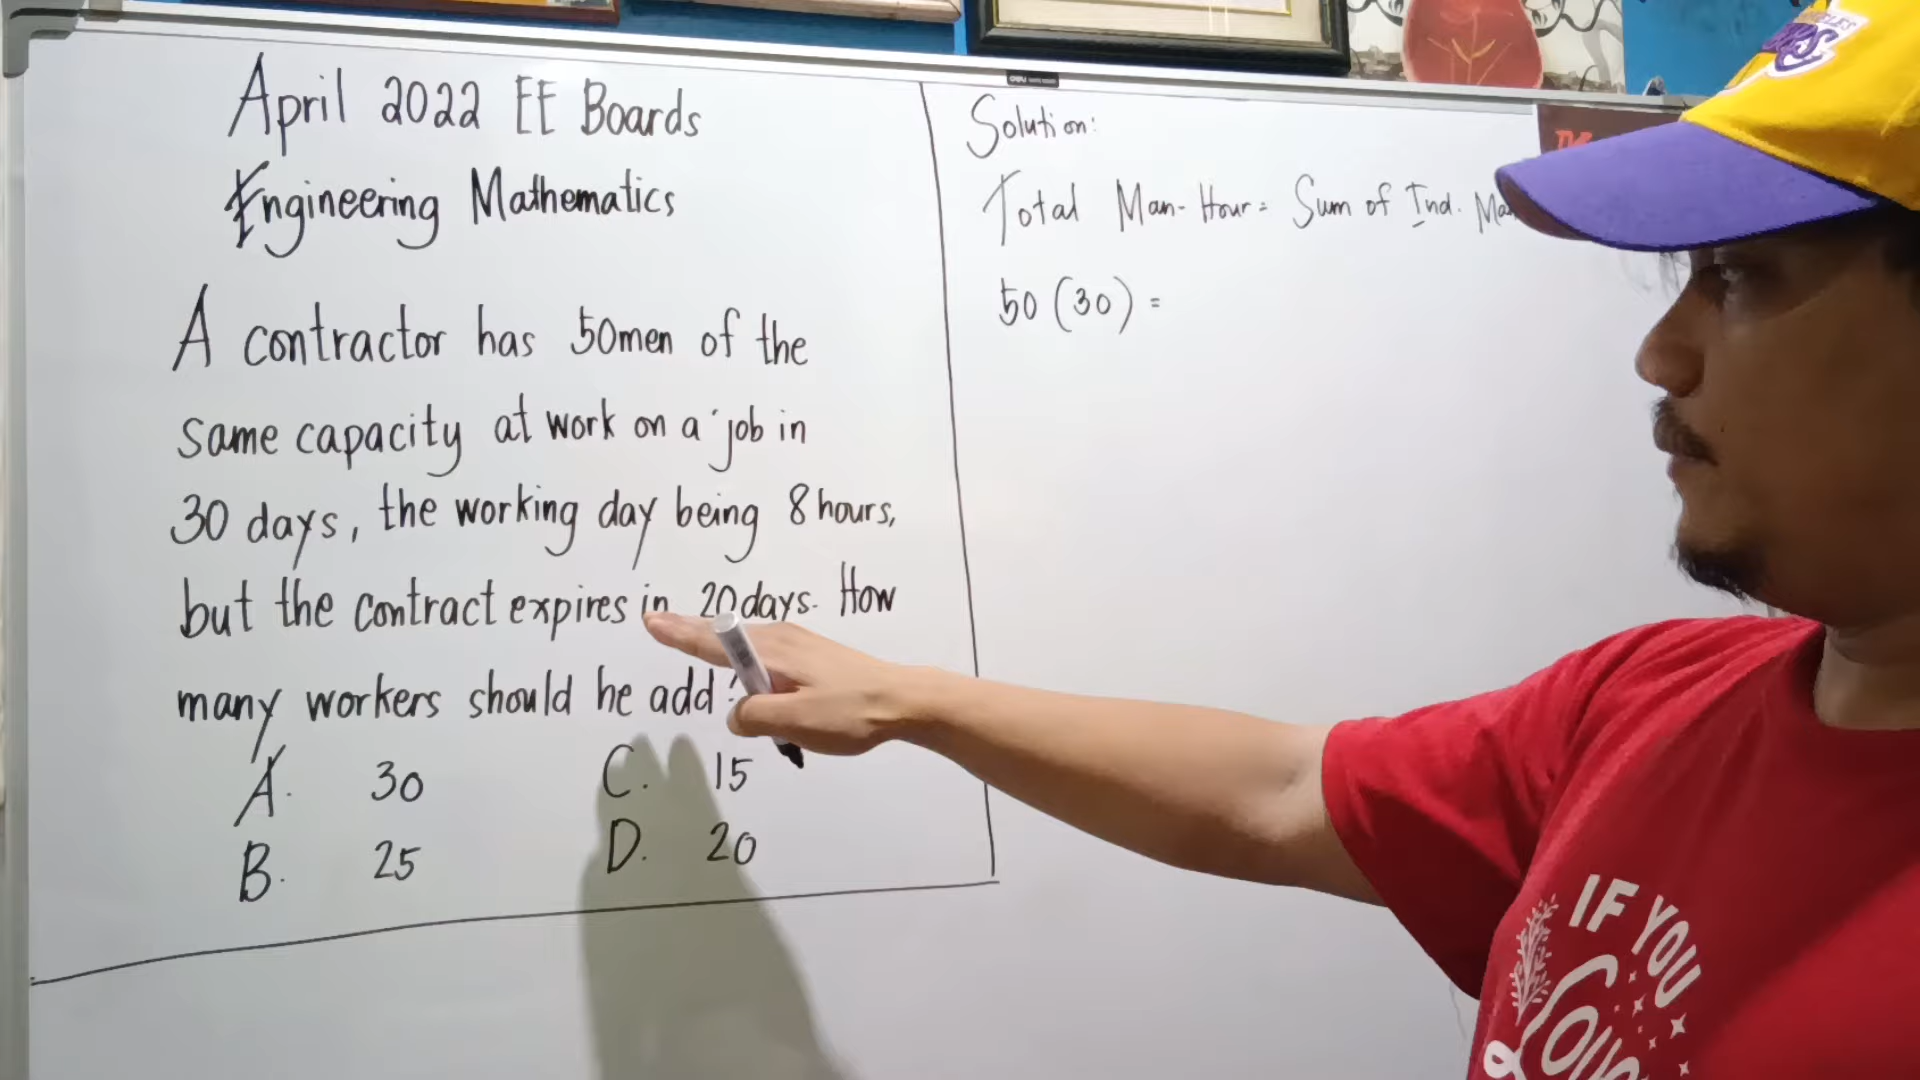 April 2022 EE Boards
Engineering Mathematics
A contractor has 50men of the
same capacity at work on a job in
30 days, the working day being 8 hours,
but the contract expires in 20days. How
many workers should he add?
A. 30
B. 25
C. 15
D. 20
Solution:
Total Man-Hour = Sum of Ind.
50 (30) =
IF YOU